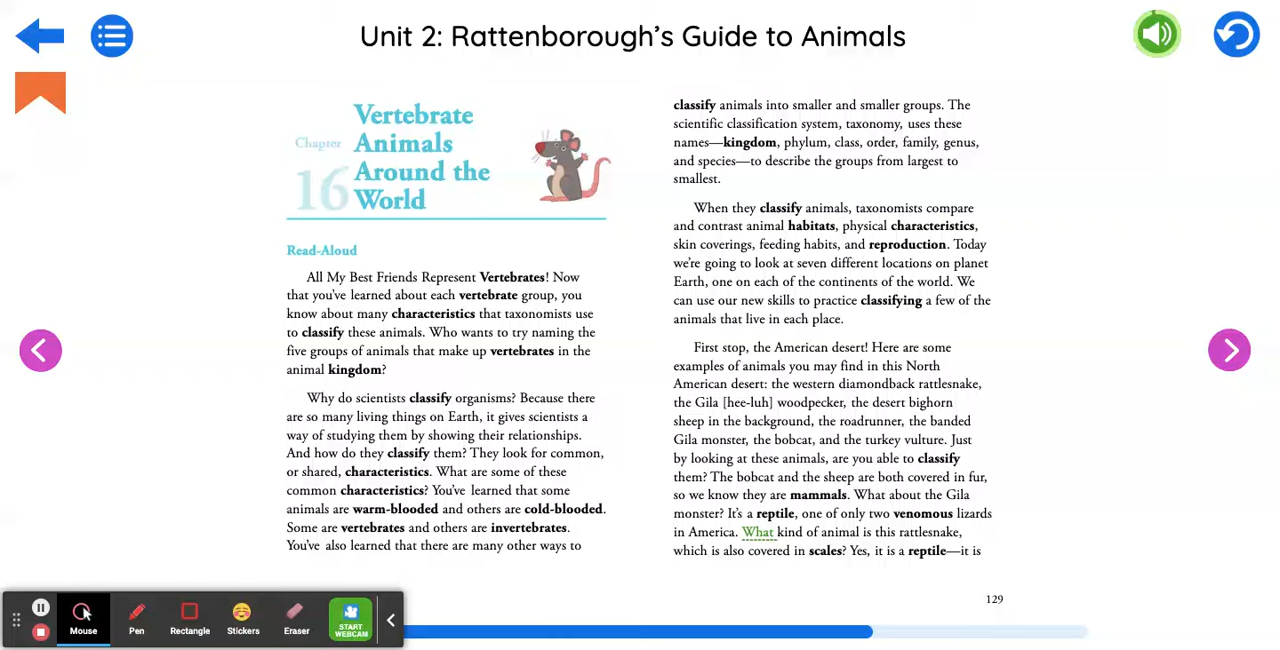 Unit 2: Rattenborough's Guide to Animals
Chapter
16
Vertebrate
Animals
Around the
World
Read-Aloud
All My Best Friends Represent Vertebrates! Now
that you've learned about each vertebrate group, you
know about many characteristics that taxonomists use
to classify these animals. Who wants to try naming the
five groups of animals that make up vertebrates in the
animal kingdom?
Why do scientists classify organisms? Because there
are so many living things on Earth, it gives scientists a
way of studying them by showing their relationships.
And how do they classify them? They look for common,
or shared, characteristics. What are some of these
common characteristics? You've learned that some
animals are warm-blooded and others are cold-blooded.
Some are vertebrates and others are invertebrates.
You've also learned that there are many other ways to
classify animals into smaller and smaller groups. The
scientific classification system, taxonomy, uses these
names—kingdom, phylum, class, order, family, genus,
and species—to describe the groups from largest to
smallest.
When they classify animals, taxonomists compare
and contrast animal habitats, physical characteristics,
skin coverings, feeding habits, and reproduction. Today
we're going to look at seven different locations on planet
Earth, one on each of the continents of the world. We
can use our new skills to practice classifying a few of the
animals that live in each place.
First stop, the American desert! Here are some
examples of animals you may find in this North
American desert: the western diamondback rattlesnake,
the Gila [hee-luh] woodpecker, the desert bighorn
sheep in the background, the roadrunner, the banded
Gila monster, the bobcat, and the turkey vulture. Just
by looking at these animals, are you able to classify
them? The bobcat and the sheep are both covered in fur,
so we know they are mammals. What about the Gila
monster? It's a reptile, one of only two venomous lizards
in America. What kind of animal is this rattlesnake,
which is also covered in scales? Yes, it is a reptile—it is
129
Mouse
Pen
Rectangle
Stickers
Eraser
START
WEBCAM